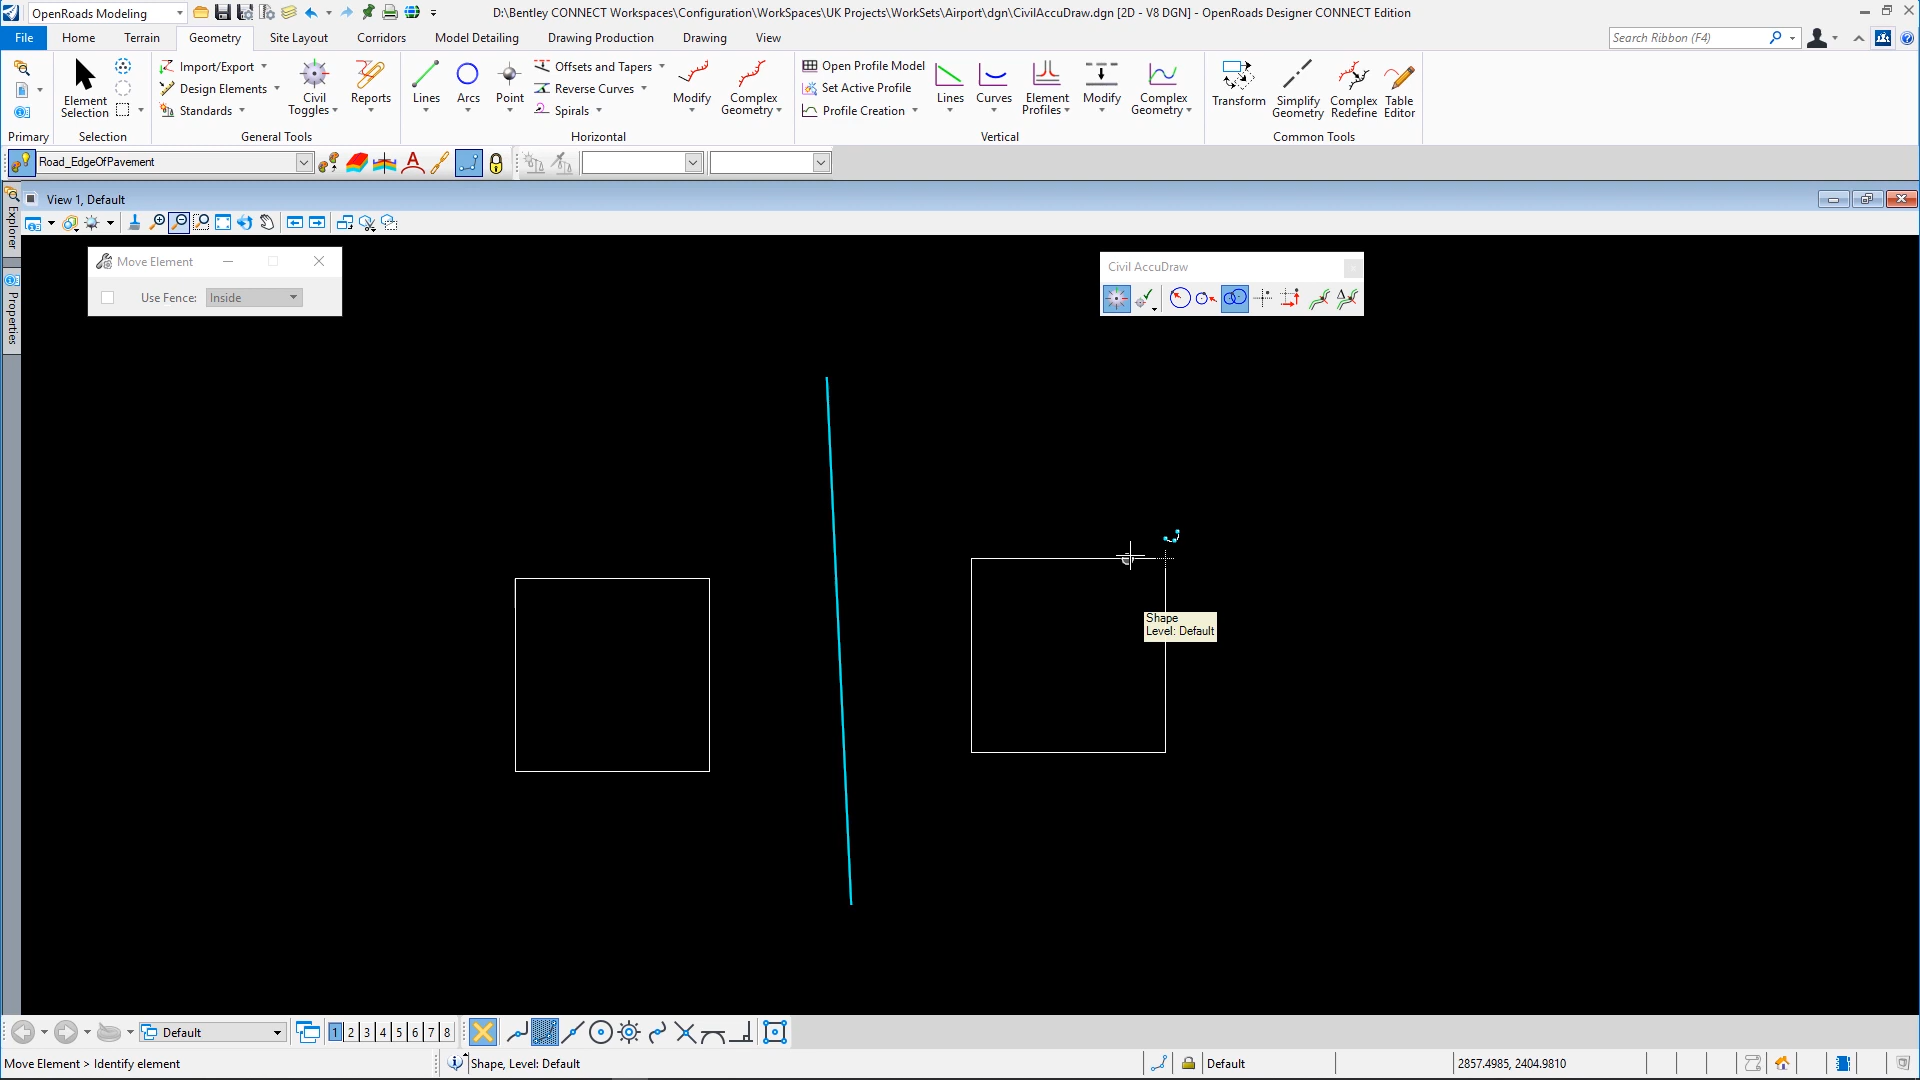 OpenRoads Modeling
D:\Bentley CONNECT Workspaces\Configuration\WorkSpaces\UK Projects\WorkSets\Airport\dgn\CivilAccuDraw.dgn [2D - V8 DGN] - OpenRoads Designer CONNECT Edition
File Home Terrain Geometry Site Layout Corridors Model Detailing Drawing Production Drawing View
Search Ribbon (F4)
Element Selection
Import/Export
Design Elements
Standards
Civil Toggles
Reports
Lines
Arcs
Point
Offsets and Tapers
Reverse Curves
Spirals
Modify
Complex Geometry
Open Profile Model
Set Active Profile
Profile Creation
Lines
Curves
Element Profiles
Modify
Complex Geometry
Transform
Simplify Geometry
Complex Redefine
Table Editor
Primary Selection General Tools Horizontal Vertical Common Tools
Road_EdgeOfPavement
View 1, Default
Explorer
Properties
Move Element
Use Fence: Inside
Civil AccuDraw
Shape
Level: Default
Default
1 2 3 4 5 6 7 8
Move Element > Identify element
Shape, Level: Default
Default
2857.4985, 2404.9810